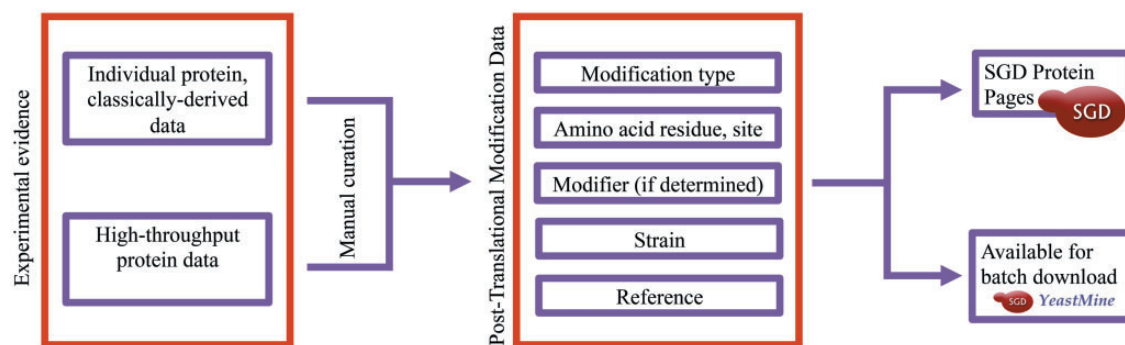 Experimental evidence
Individual protein,
classically-derived
data
High-throughput
protein data
Manual curation
Post-Translational Modification Data
Modification type
Amino acid residue, site
Modifier (if determined)
Strain
Reference
SGD Protein
Pages
SGD
Available for
batch download
SGD YeastMine